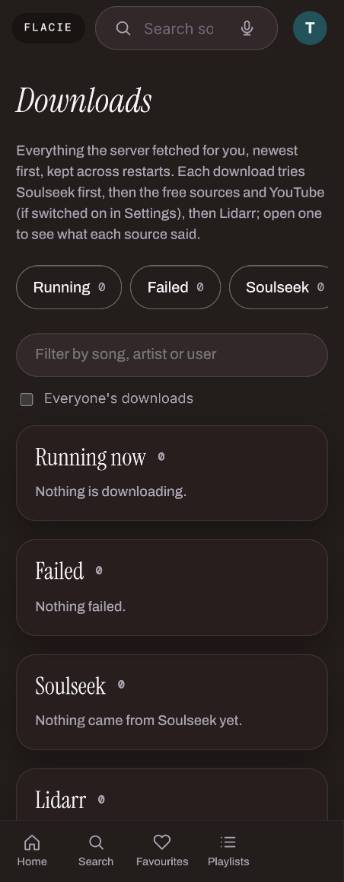 FLACIE
Search so
T
Downloads
Everything the server fetched for you, newest
first, kept across restarts. Each download tries
Soulseek first, then the free sources and YouTube
(if switched on in Settings), then Lidarr; open one
to see what each source said.
Running 0
Failed 0
Soulseek 0
Filter by song, artist or user
Everyone's downloads
Running now 0
Nothing is downloading.
Failed 0
Nothing failed.
Soulseek 0
Nothing came from Soulseek yet.
Lidarr 0
Home
Search
Favourites
Playlists